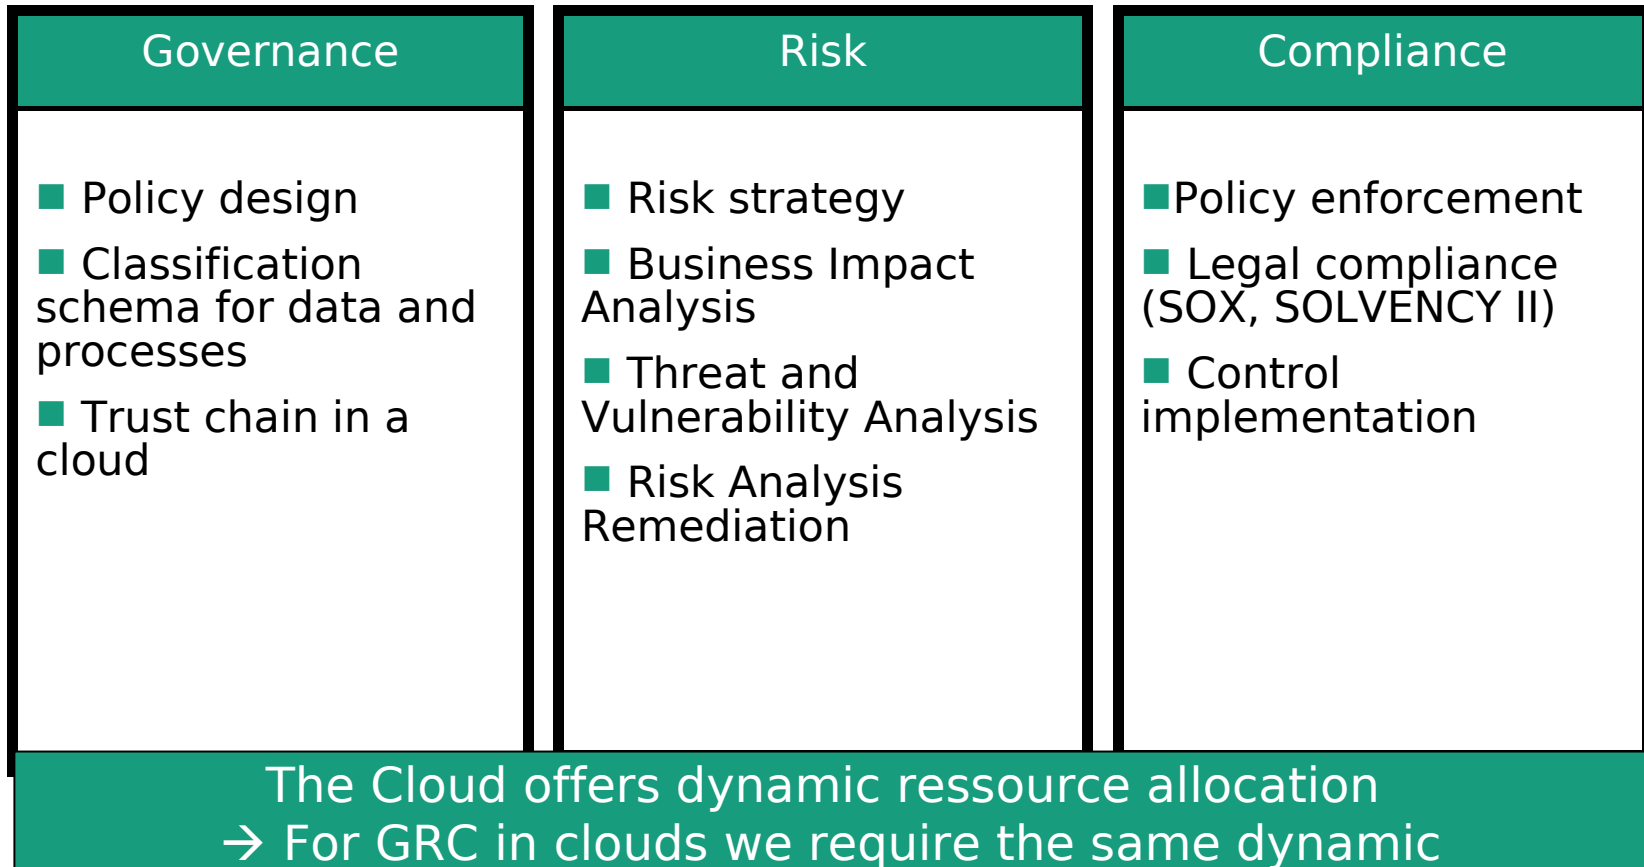 Governance
■ Policy design
■ Classification
schema for data and
processes
■ Trust chain in a
cloud
Risk
■ Risk strategy
■ Business Impact
Analysis
■ Threat and
Vulnerability Analysis
■ Risk Analysis
Remediation
Compliance
■Policy enforcement
■ Legal compliance
(SOX, SOLVENCY II)
■ Control
implementation
The Cloud offers dynamic ressource allocation
→ For GRC in clouds we require the same dynamic